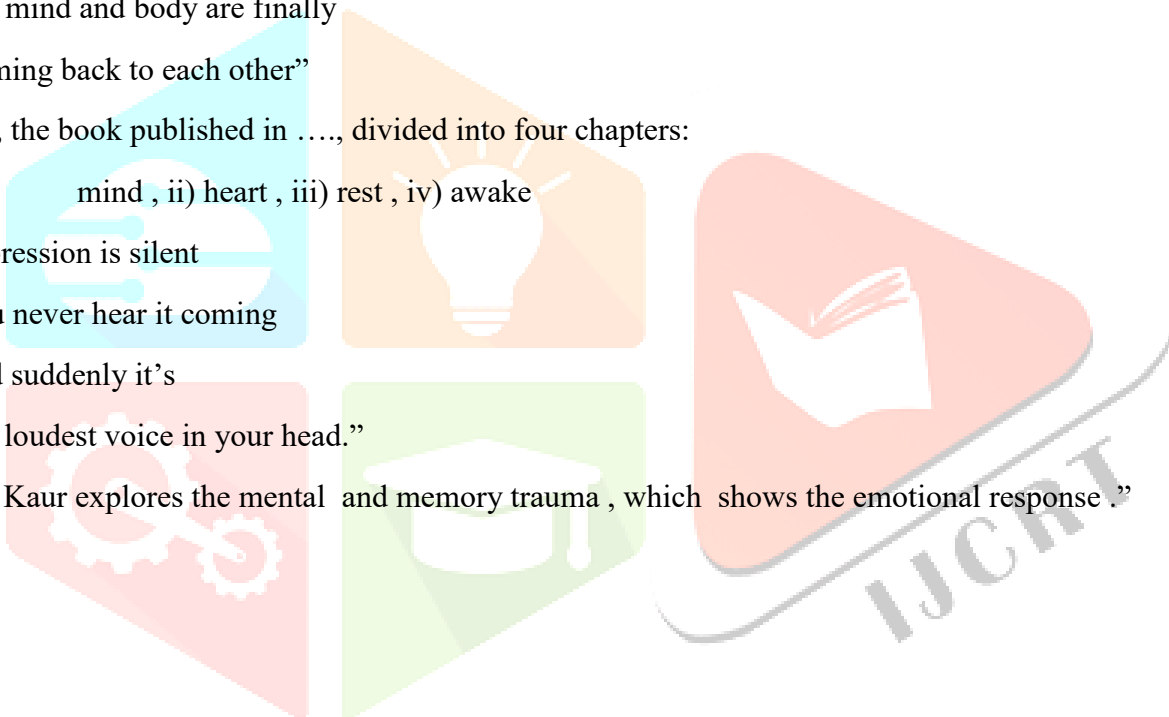 mind and body are finally
ning back to each other”
, the book published in …., divided into four chapters:
mind , ii) heart , iii) rest , iv) awake
ression is silent
never hear it coming
suddenly it’s
loudest voice in your head.”
Kaur explores the mental and memory trauma , which shows the emotional response .”
IJCRT